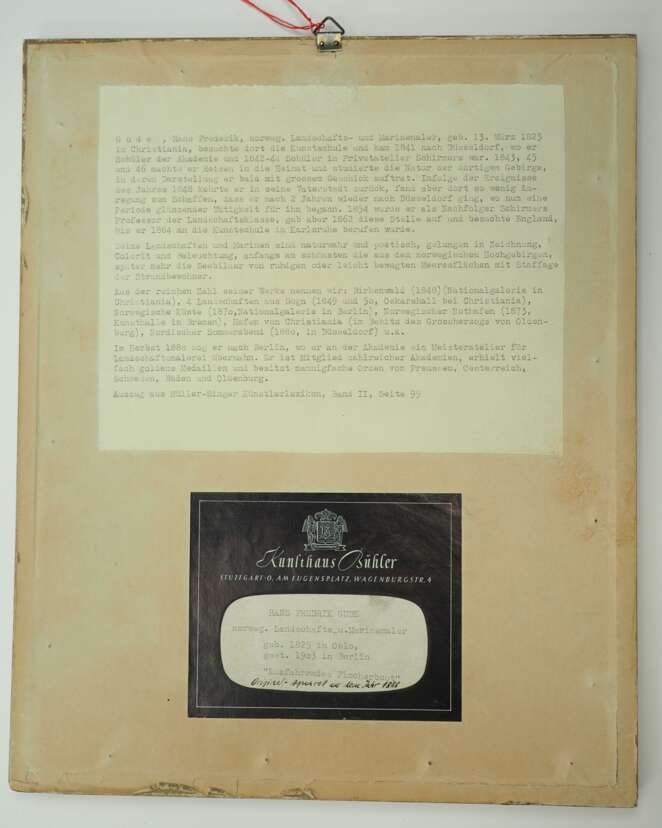 G u d e , Hans Frederik, norweg. Landschafts- und Marinemaler, geb. 13. März 1825
in Christiania, besuchte dort die Kunstschule und kam 1841 nach Düsseldorf, wo er
Schüler der Akademie und 1842-44 Schüler in Privatatelier Schirmers war. 1843, 45
und 46 machte er Reisen in die Heimat und studierte die Natur der dortigen Gebirge,
in deren Darstellung er bald mit grossem Geschick auftrat. Infolge der Ereignisse
des Jahres 1848 kehrte er in seine Vaterstadt zurück, fand aber dort so wenig An-
regung zum Schaffen, dass er nach 2 Jahren wieder nach Düsseldorf ging, wo nun eine
Periode glänzender Tätigkeit für ihn begann. 1854 wurde er als Nachfolger Schirmers
Professor der Landschaftsklasse, gab aber 1862 diese Stelle auf und besuchte England,
bis er 1864 an die Kunstschule in Karlsruhe berufen wurde.
Seine Landschaften und Marinen sind naturwahr und poetisch, gelungen in Zeichnung,
Colorit und Beleuchtung, anfangs am schönsten die aus den norwegischen Hochgebirgen,
später mehr die Seebilder von ruhigen oder leicht bewegten Meeresflächen mit Staffage
der Strandbewohner.
Aus der reichen Zahl seiner Werke nennen wir: Birkenwald (1848)(Nationalgalerie in
Christiania), 4 Landschaften aus Sogn (1849 und 50, Oskarshall bei Christiania),
Norwegische Küste (1870,Nationalgalerie in Berlin), Norwegischer Nothafen (1873,
Kunsthalle in Bremen), Hafen von Christiania (im Besitz des Grossherzogs von Olden-
burg), Nordischer Sommerabend (1880, in Düsseldorf) u.a.
Im Herbst 1880 zog er nach Berlin, wo er an der Akademie ein Meisteratelier für
Landschaftsmalerei übernahm. Er ist Mitglied zahlreicher Akademien, erhielt viel-
fach goldene Medaillen und besitzt mannigfache Orden von Preussen, Oesterreich,
Schweden, Baden und Oldenburg.
Auszug aus Müller-Singer Künstlerlexikon, Band II, Seite 99
Kunsthaus Bühler
STUTTGART-O, AM EUGENSPLATZ, WAGENBURGSTR. 4
HANS FREDRIK GUDE
norweg. Landschafts-u.Marinemaler
geb. 1825 in Oslo,
gest. 1903 in Berlin
"Ausfahrendes Fischerboot"
Original-Aquarell aus dem Jahr 1888